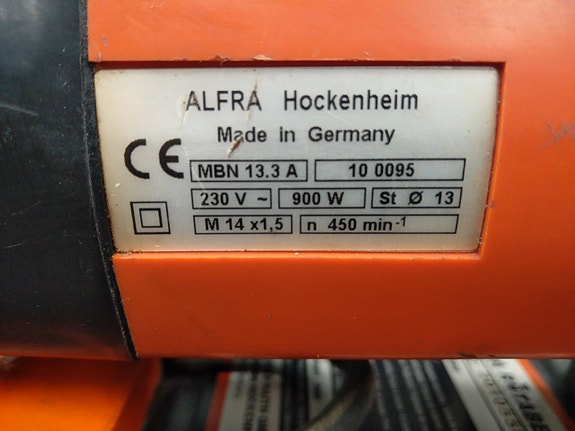 ALFRA Hockenheim
Made in Germany
CE
MBN 13.3 A 10 0095
230 V ~ 900 W St Ø 13
M 14 x1,5 n 450 min⁻¹